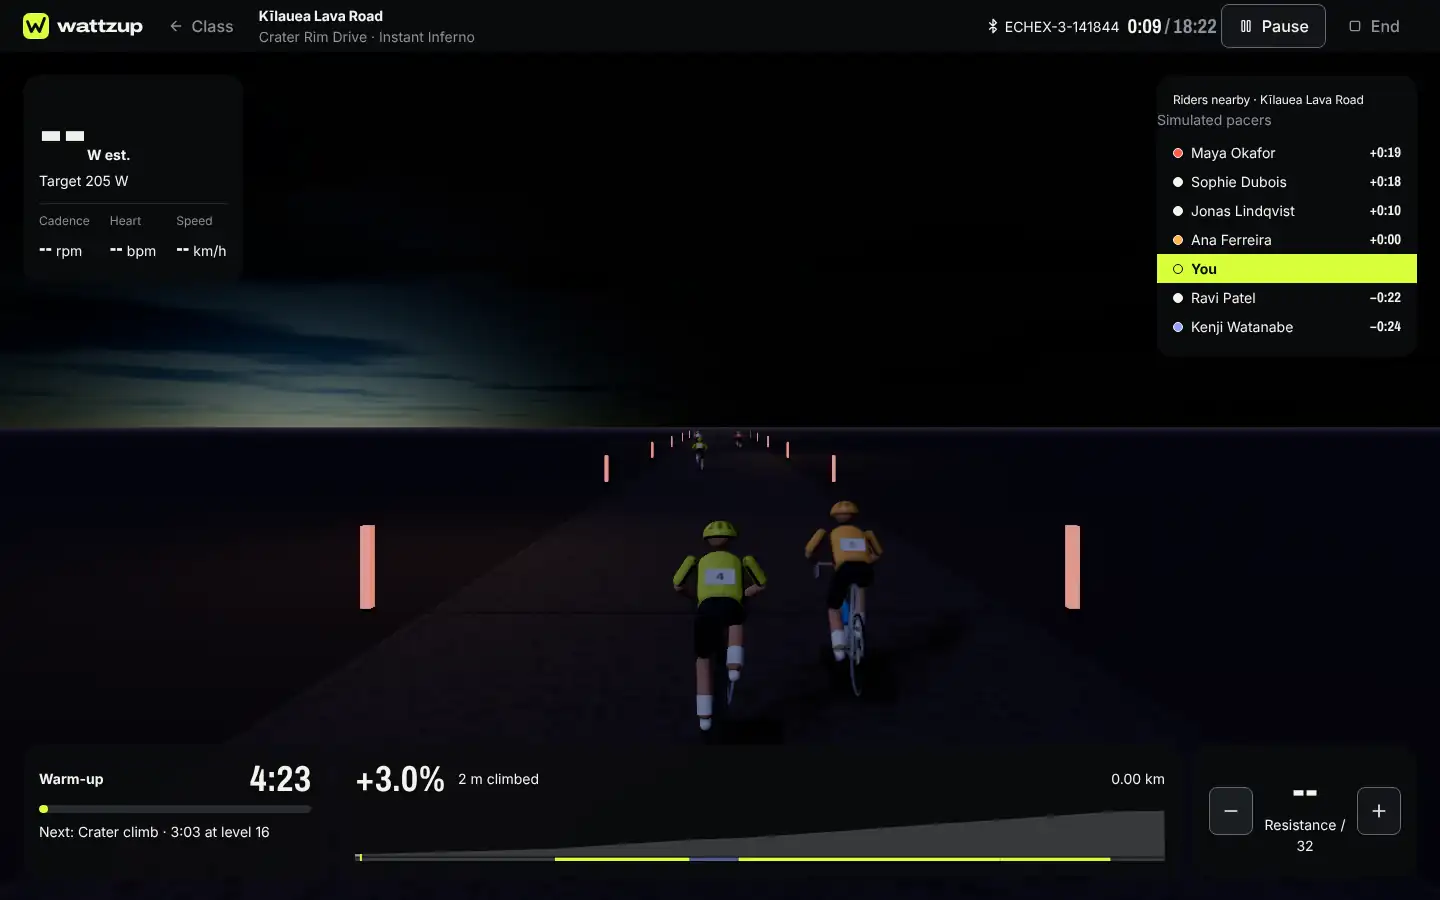 wattzup
Class
Kīlauea Lava Road
Crater Rim Drive · Instant Inferno
ECHEX-3-141844
0:09 / 18:22
Pause
End
--
W est.
Target 205 W
Cadence Heart Speed
-- rpm -- bpm -- km/h
Riders nearby · Kīlauea Lava Road
Simulated pacers
Maya Okafor +0:19
Sophie Dubois +0:18
Jonas Lindqvist +0:10
Ana Ferreira +0:00
You
Ravi Patel −0:22
Kenji Watanabe −0:24
4
Warm-up 4:23
Next: Crater climb · 3:03 at level 16
+3.0% 2 m climbed 0.00 km
− -- +
Resistance /
32